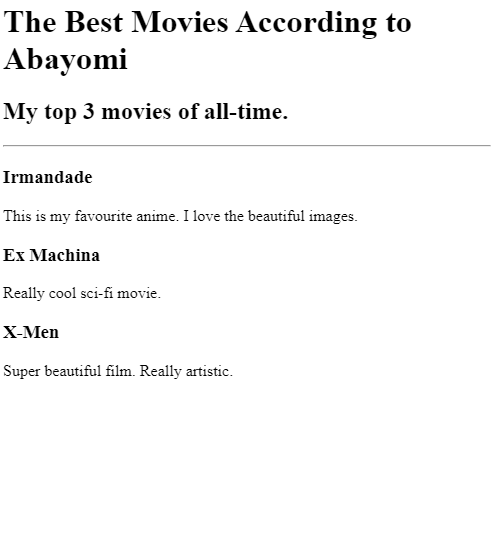 The Best Movies According to
Abayomi
My top 3 movies of all-time.
Irmandade
This is my favourite anime. I love the beautiful images.
Ex Machina
Really cool sci-fi movie.
X-Men
Super beautiful film. Really artistic.